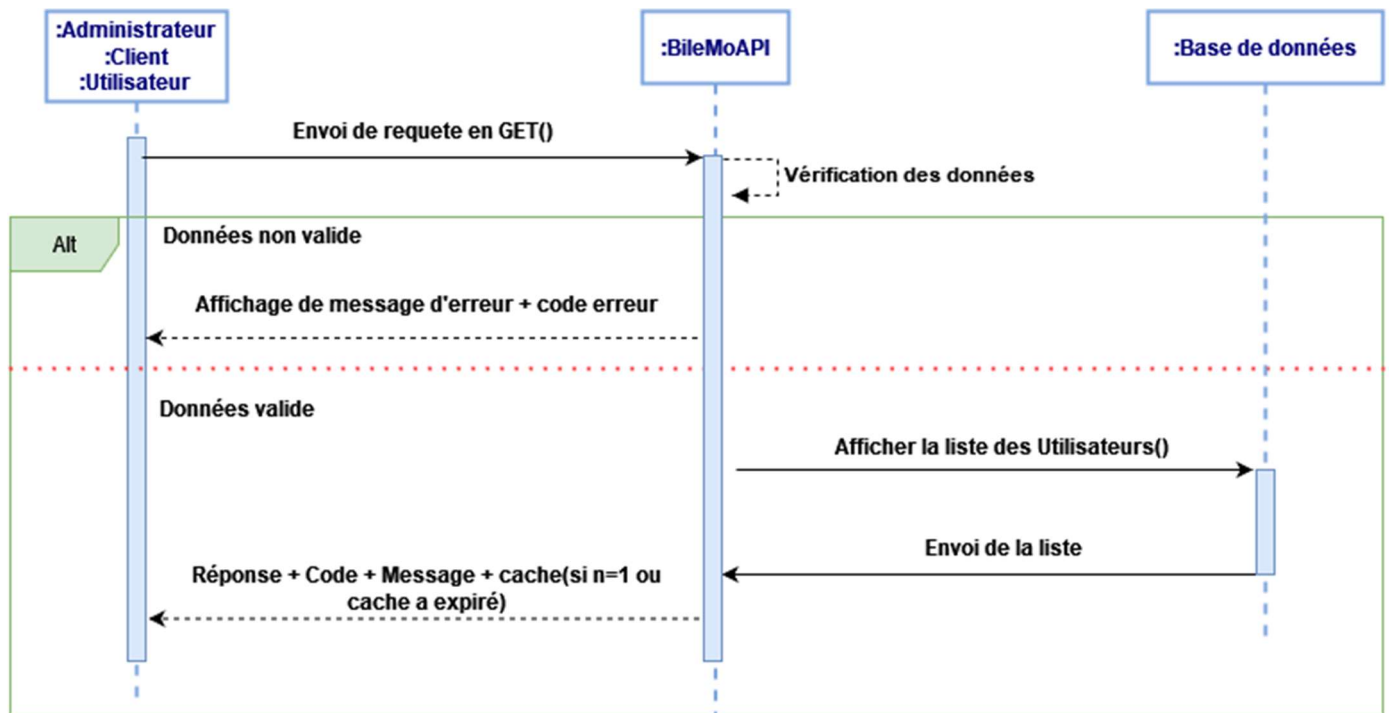 :Administrateur
:Client
:Utilisateur
:BileMoAPI
:Base de données
Envoi de requete en GET()
Vérification des données
Alt
Données non valide
Affichage de message d'erreur + code erreur
Données valide
Afficher la liste des Utilisateurs()
Envoi de la liste
Réponse + Code + Message + cache(si n=1 ou
cache a expiré)